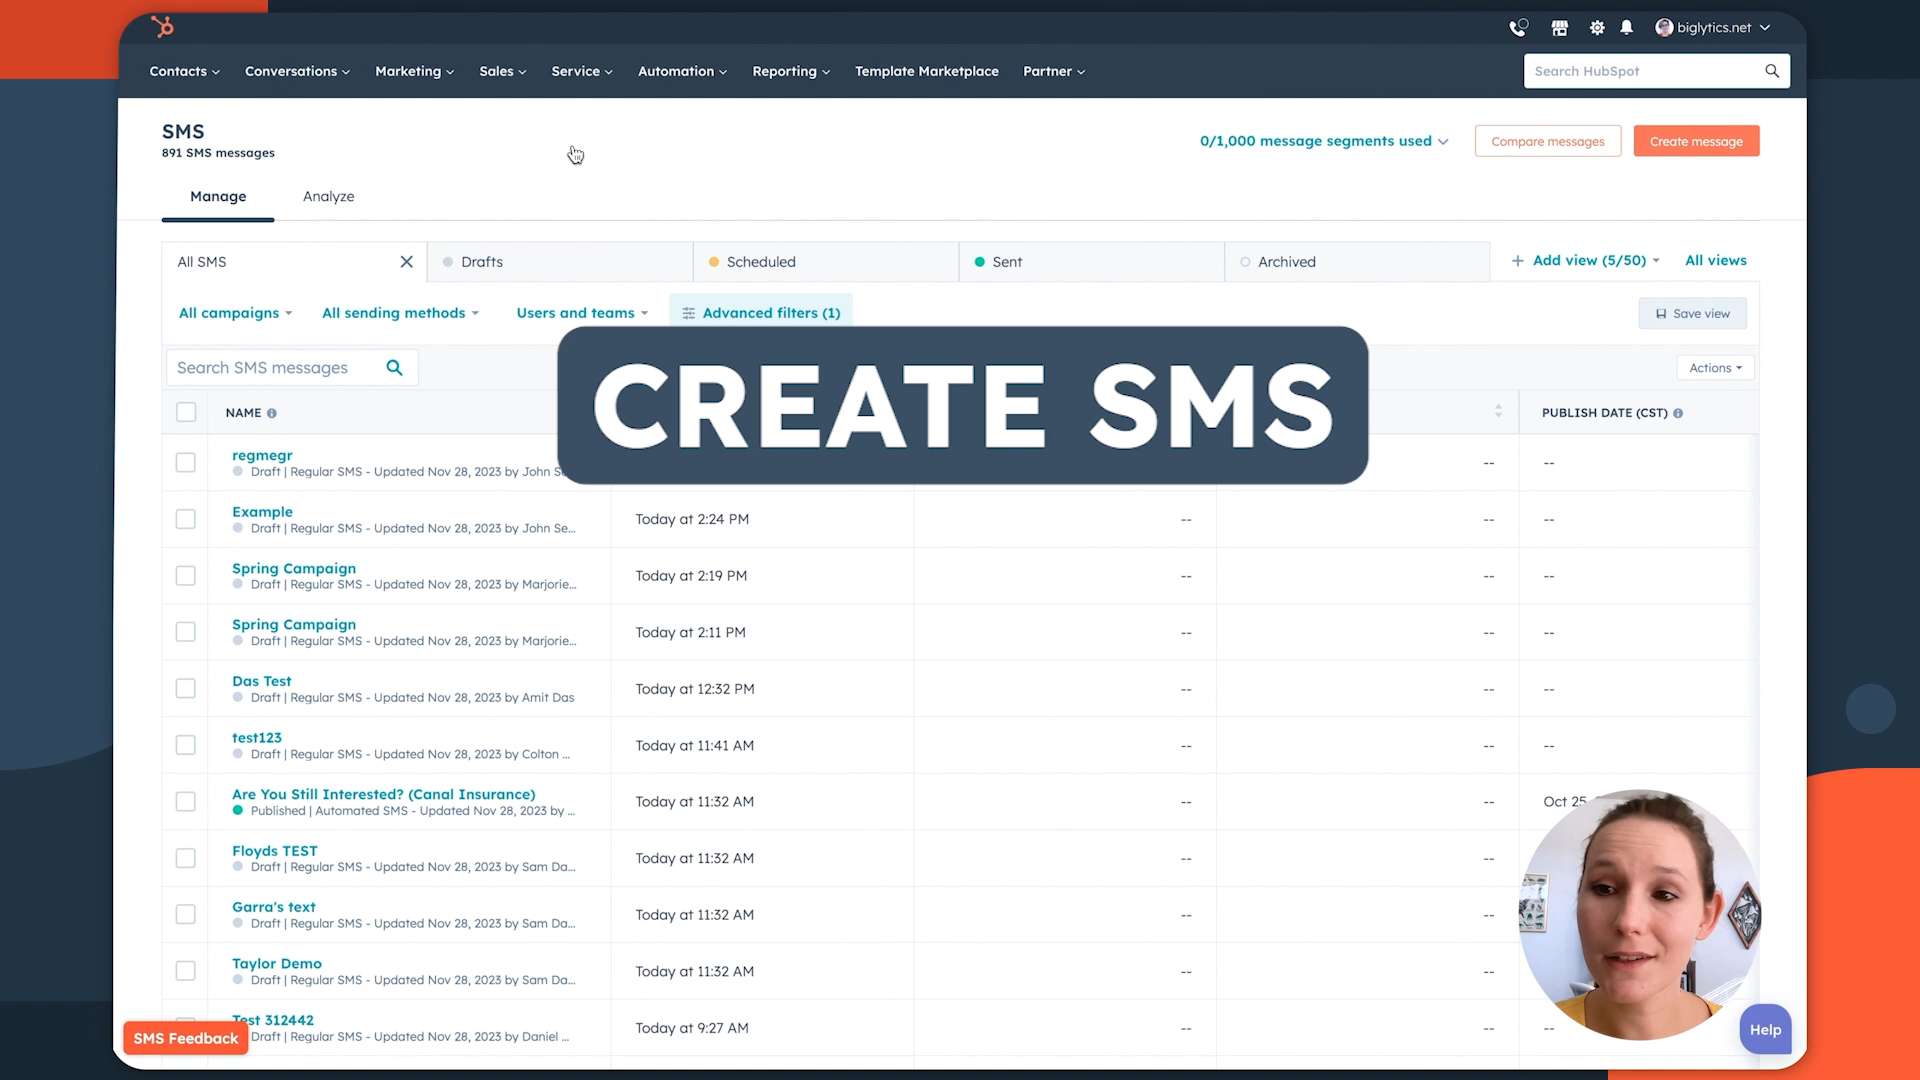 biglytics.net
Contacts Conversations Marketing Sales Service Automation Reporting Template Marketplace Partner
Search HubSpot
SMS
891 SMS messages
0/1,000 message segments used
Compare messages
Create message
Manage Analyze
All SMS Drafts Scheduled Sent Archived
+ Add view (5/50) All views
All campaigns All sending methods Users and teams Advanced filters (1)
Save view
Search SMS messages
Actions
CREATE SMS
NAME PUBLISH DATE (CST)
regmegr
Draft | Regular SMS - Updated Nov 28, 2023 by John
-- --
Example
Draft | Regular SMS - Updated Nov 28, 2023 by John Se...
Today at 2:24 PM -- -- --
Spring Campaign
Draft | Regular SMS - Updated Nov 28, 2023 by Marjorie...
Today at 2:19 PM -- -- --
Spring Campaign
Draft | Regular SMS - Updated Nov 28, 2023 by Marjorie...
Today at 2:11 PM -- -- --
Das Test
Draft | Regular SMS - Updated Nov 28, 2023 by Amit Das
Today at 12:32 PM -- -- --
test123
Draft | Regular SMS - Updated Nov 28, 2023 by Colton ...
Today at 11:41 AM -- -- --
Are You Still Interested? (Canal Insurance)
Published | Automated SMS - Updated Nov 28, 2023 by ...
Today at 11:32 AM -- -- Oct 25,
Floyds TEST
Draft | Regular SMS - Updated Nov 28, 2023 by Sam Da...
Today at 11:32 AM -- --
Garra's text
Draft | Regular SMS - Updated Nov 28, 2023 by Sam Da...
Today at 11:32 AM -- --
Taylor Demo
Draft | Regular SMS - Updated Nov 28, 2023 by Sam Da...
Today at 11:32 AM -- --
Test 312442
Draft | Regular SMS - Updated Nov 28, 2023 by Daniel ...
Today at 9:27 AM -- -- --
SMS Feedback
Help